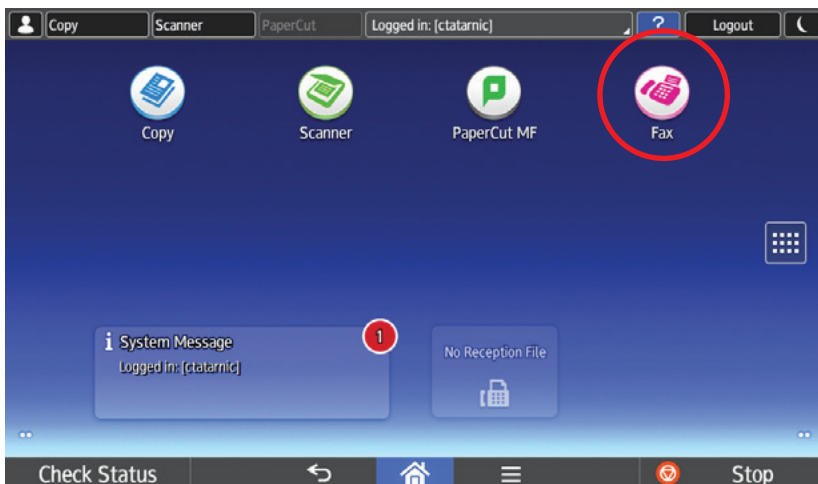 Copy Scanner PaperCut Logged in: [ctatarnic] ? Logout
Copy Scanner PaperCut MF Fax
i System Message 1
Logged in: [ctatarnic]
No Reception File
Check Status Stop